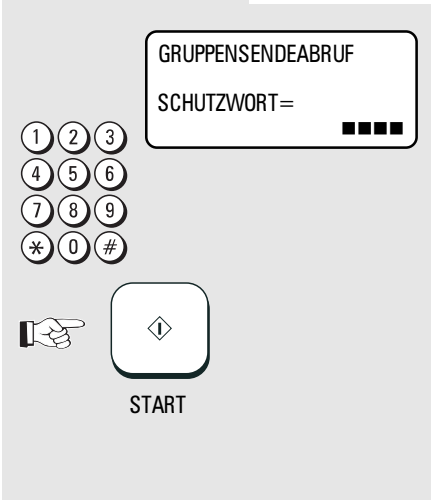 GRUPPENSENDEABRUF
SCHUTZWORT=
■■■■
1 2 3
4 5 6
7 8 9
* 0 #
START